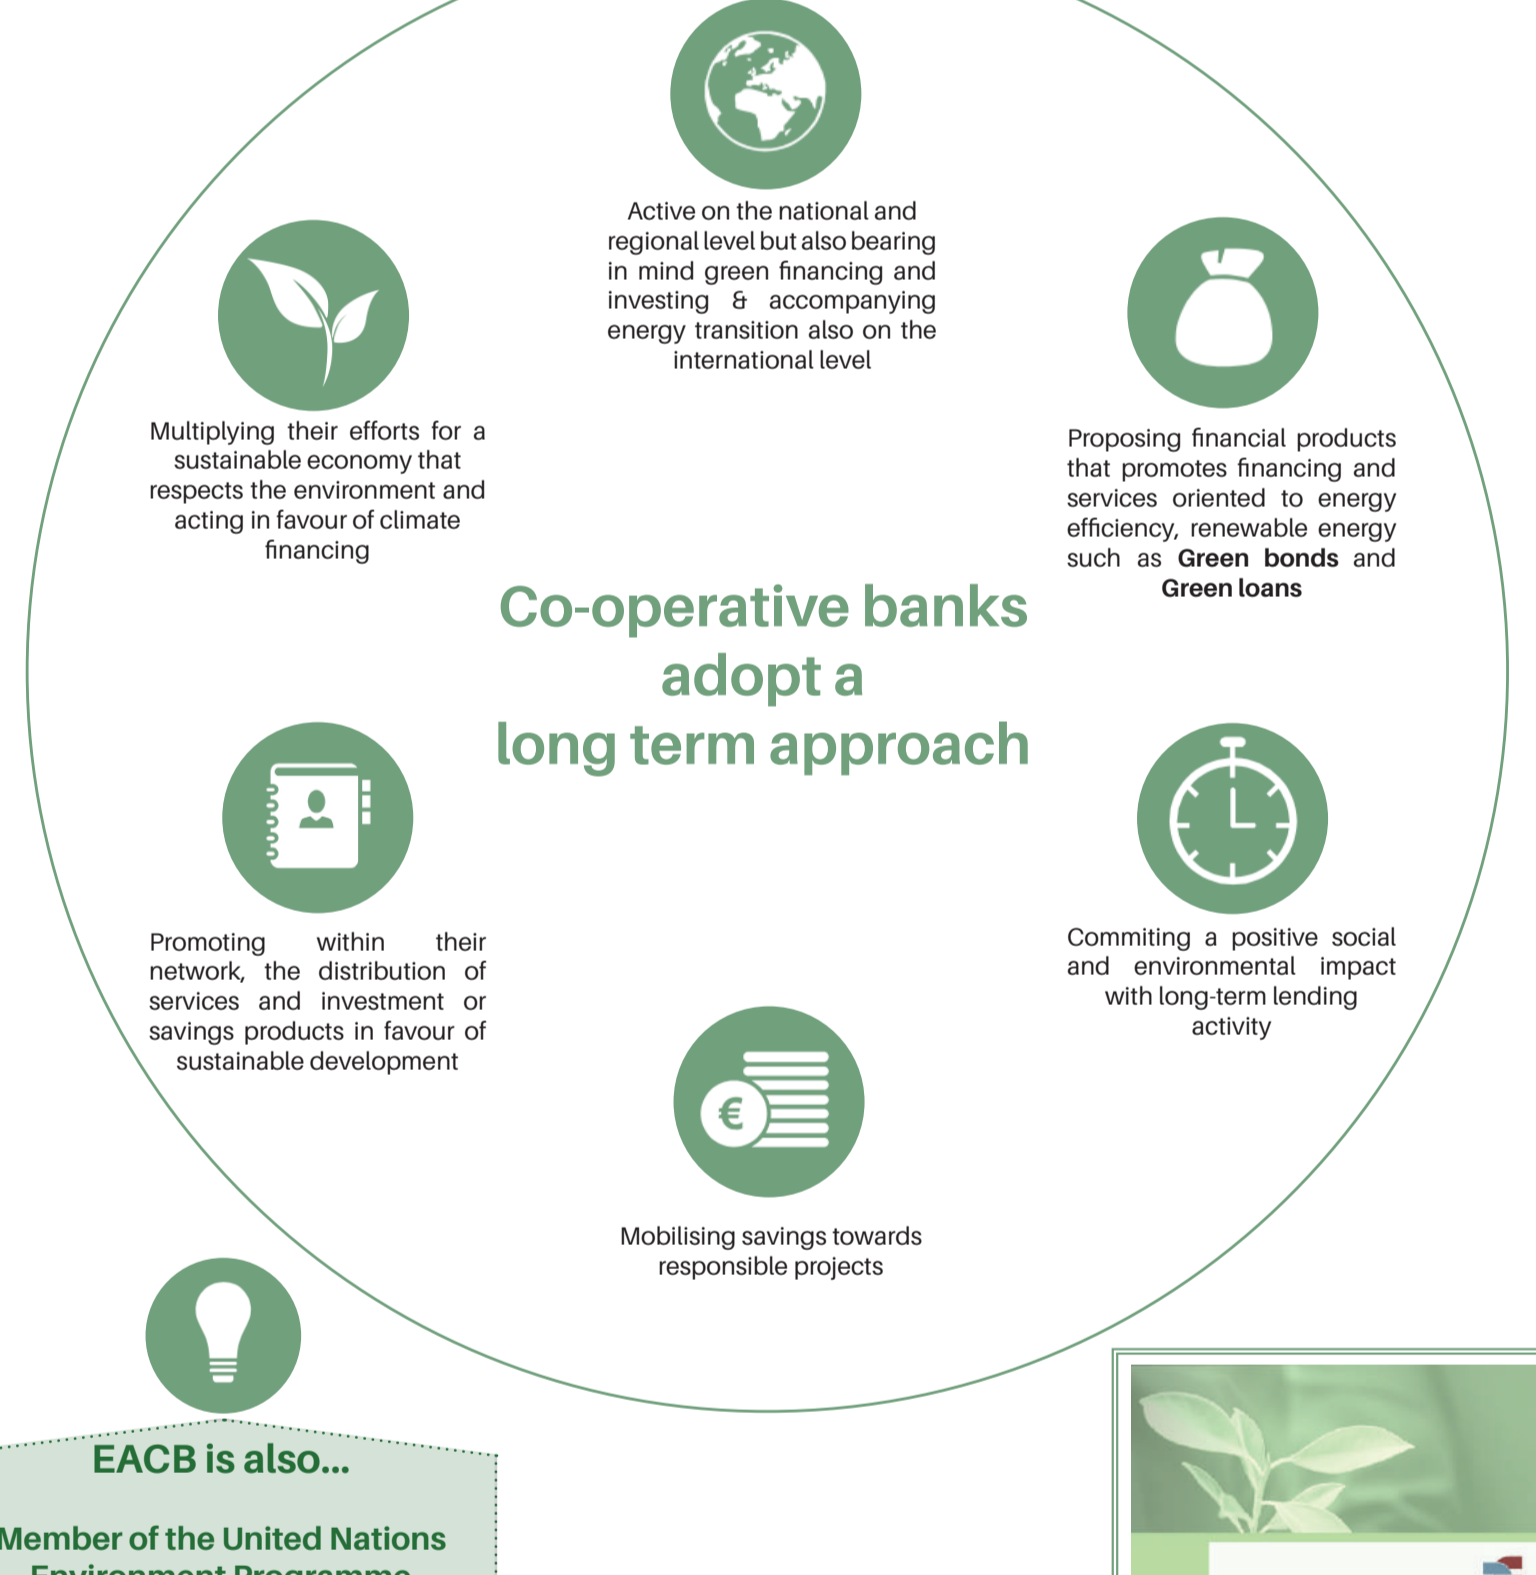 Active on the national and
regional level but also bearing
in mind green financing and
investing & accompanying
energy transition also on the
international level
Multiplying their efforts for a
sustainable economy that
respects the environment and
acting in favour of climate
financing
Proposing financial products
that promotes financing and
services oriented to energy
efficiency, renewable energy
such as Green bonds and
Green loans
Co-operative banks
adopt a
long term approach
Promoting within their
network, the distribution of
services and investment or
savings products in favour of
sustainable development
Commiting a positive social
and environmental impact
with long-term lending
activity
€
Mobilising savings towards
responsible projects
EACB is also...
Member of the United Nations
Environment Programme